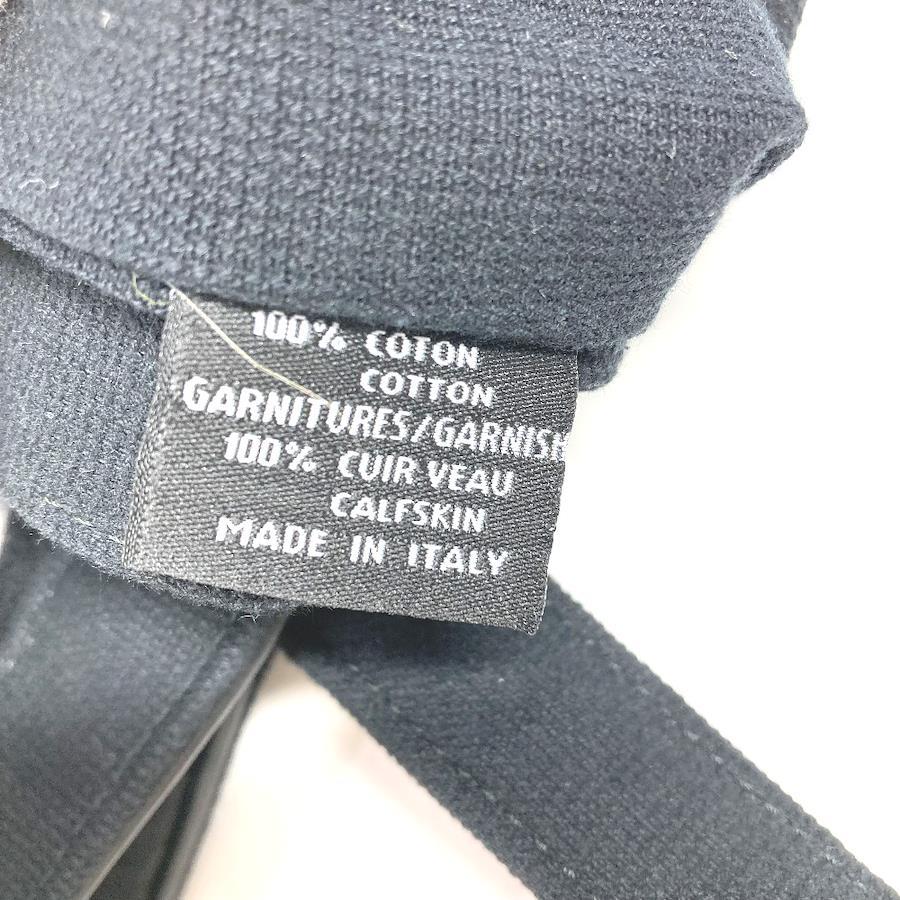 100% COTON
COTTON
GARNITURES/GARNISH
100% CUIR VEAU
CALFSKIN
MADE IN ITALY